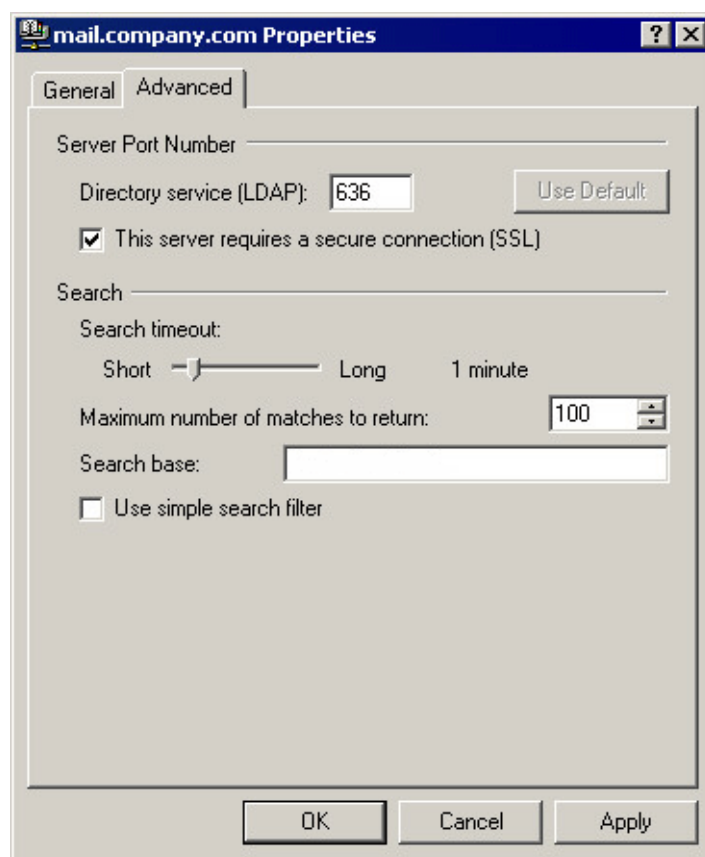 mail.company.com Properties
General Advanced
Server Port Number
Directory service (LDAP): 636 Use Default
This server requires a secure connection (SSL)
Search
Search timeout:
Short Long 1 minute
Maximum number of matches to return: 100
Search base:
Use simple search filter
OK Cancel Apply